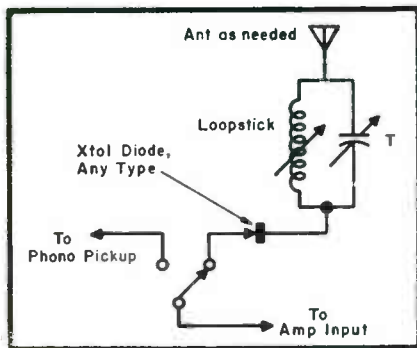 Ant as needed
Loopstick
T
Xtal Diode,
Any Type
To
Phono Pickup
To
Amp Input